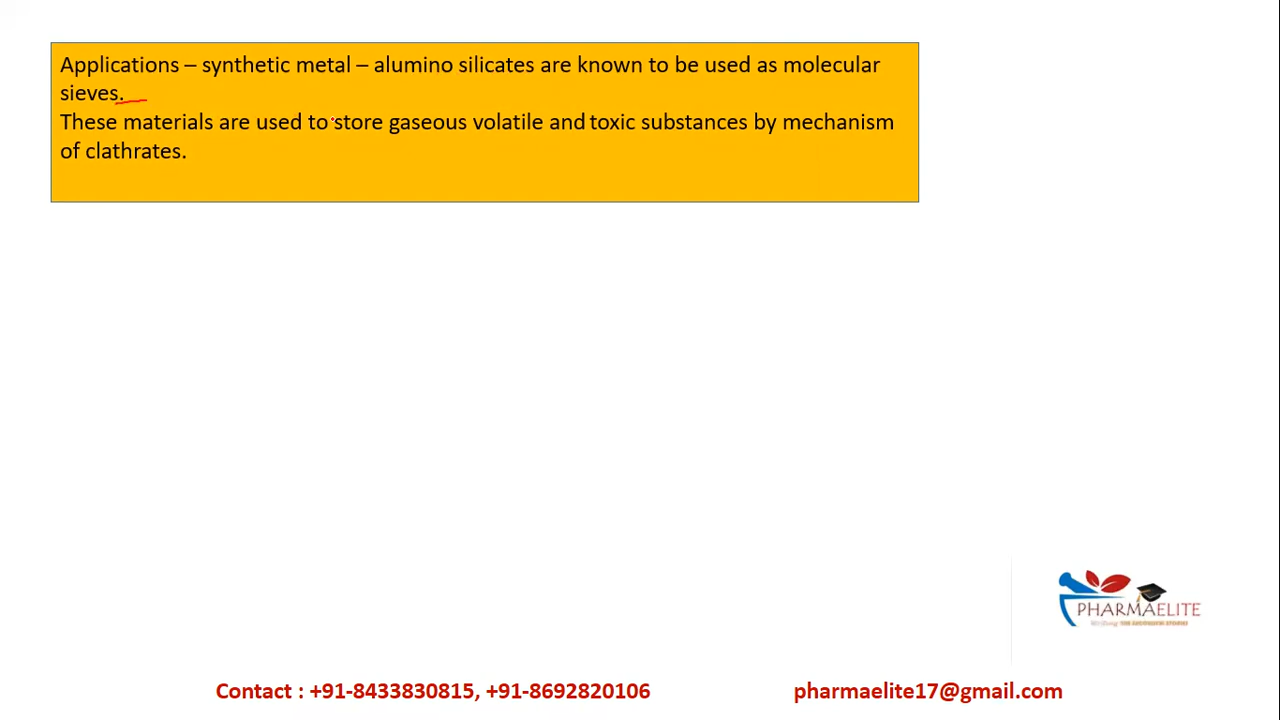 Applications – synthetic metal – alumino silicates are known to be used as molecular
sieves.
These materials are used to store gaseous volatile and toxic substances by mechanism
of clathrates.
PHARMAELITE
Contact : +91-8433830815, +91-8692820106
pharmaelite17@gmail.com